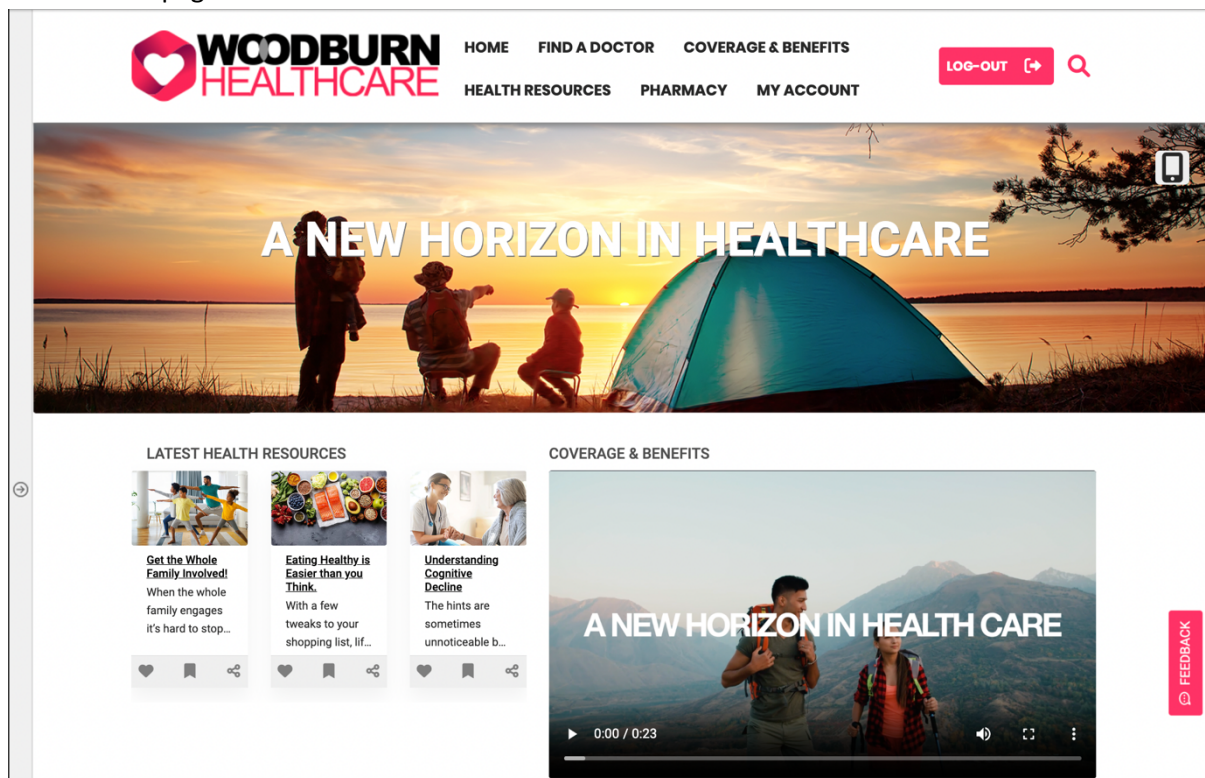 WOODBURN
HEALTHCARE
HOME FIND A DOCTOR COVERAGE & BENEFITS
HEALTH RESOURCES PHARMACY MY ACCOUNT
LOG-OUT
A NEW HORIZON IN HEALTHCARE
LATEST HEALTH RESOURCES
Get the Whole
Family Involved!
When the whole
family engages
it's hard to stop...
Eating Healthy is
Easier than you
Think.
With a few
tweaks to your
shopping list, lif...
Understanding
Cognitive
Decline
The hints are
sometimes
unnoticeable b...
COVERAGE & BENEFITS
A NEW HORIZON IN HEALTH CARE
0:00 / 0:23
FEEDBACK